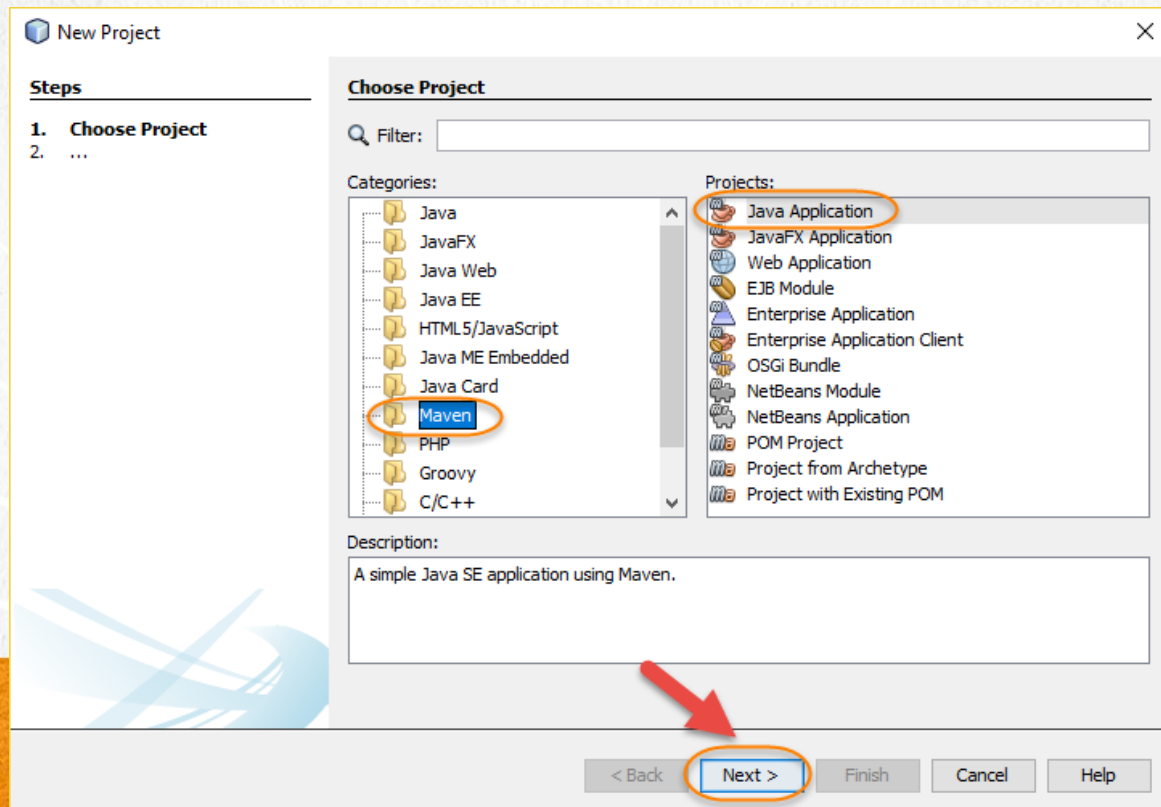 New Project
Steps
1. Choose Project
2. ...
Choose Project
Filter:
Categories:
Java
JavaFX
Java Web
Java EE
HTML5/JavaScript
Java ME Embedded
Java Card
Maven
PHP
Groovy
C/C++
Projects:
Java Application
JavaFX Application
Web Application
EJB Module
Enterprise Application
Enterprise Application Client
OSGi Bundle
NetBeans Module
NetBeans Application
POM Project
Project from Archetype
Project with Existing POM
Description:
A simple Java SE application using Maven.
< Back Next > Finish Cancel Help